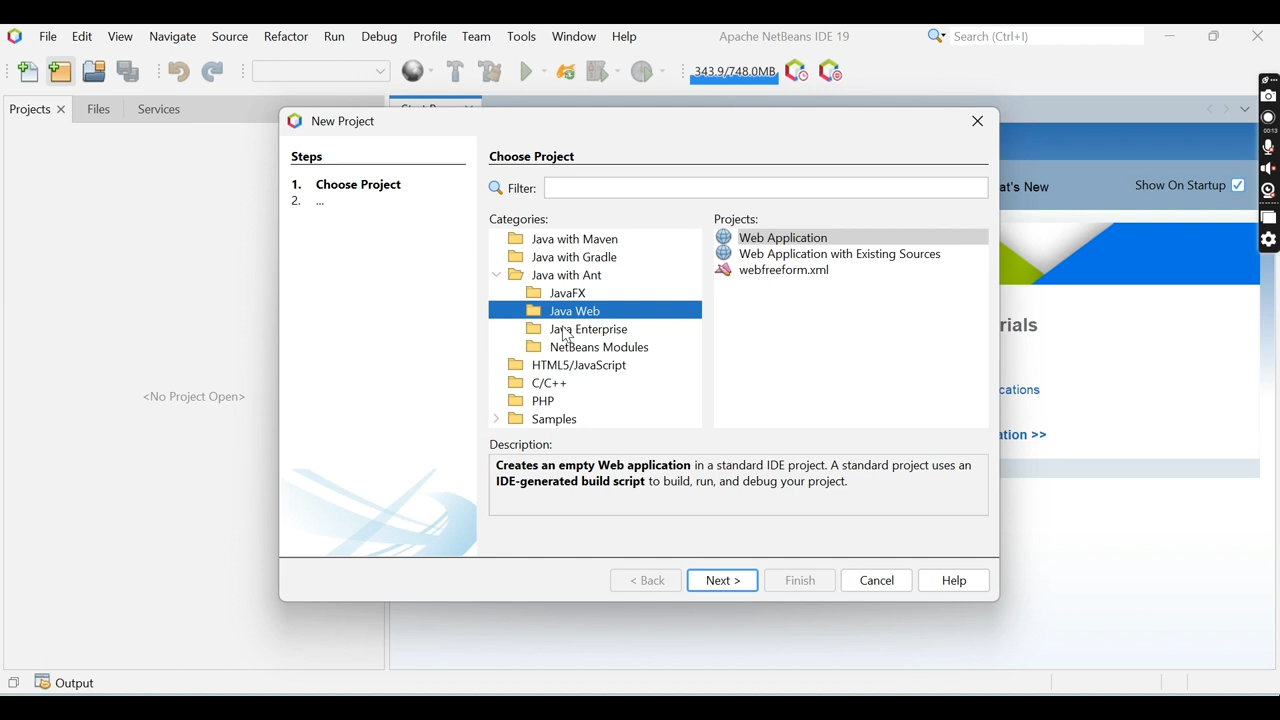 File Edit View Navigate Source Refactor Run Debug Profile Team Tools Window Help Apache NetBeans IDE 19 Search (Ctrl+I)
343.9/748.0MB
Projects Files Services
New Project
Steps
1. Choose Project
2. ...
Choose Project
Filter:
Categories:
Java with Maven
Java with Gradle
Java with Ant
JavaFX
Java Web
Java Enterprise
NetBeans Modules
HTML5/JavaScript
C/C++
PHP
Samples
Projects:
Web Application
Web Application with Existing Sources
webfreeform.xml
Description:
Creates an empty Web application in a standard IDE project. A standard project uses an
IDE-generated build script to build, run, and debug your project.
< Back Next > Finish Cancel Help
<No Project Open>
at's New Show On Startup
rials
cations
ation >>
00:13
Output